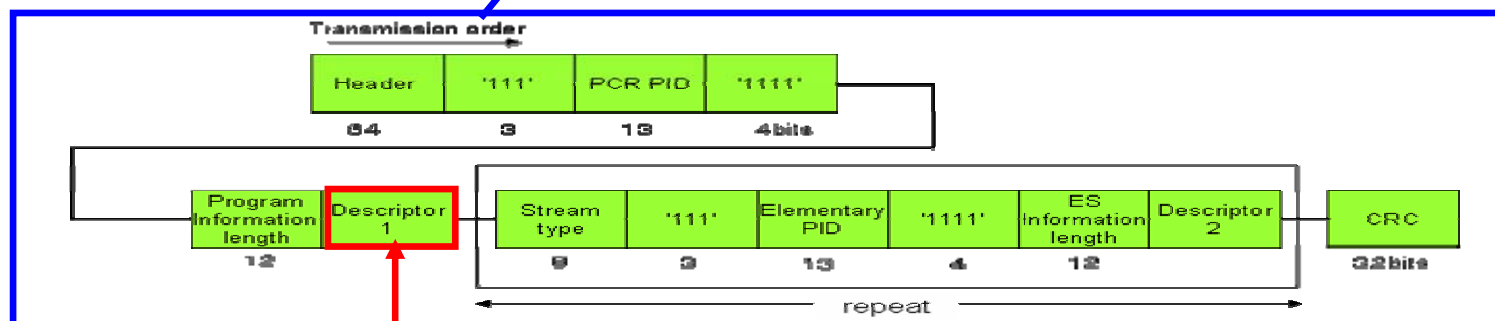 Transmission order
Header '111' PCR PID '1111'
64 3 13 4bits
Program
Information
length
Descriptor
1
Stream
type
'111'
Elementary
PID
'1111'
ES
Information
length
Descriptor
2
CRC
12 3 13 4 12 32bits
repeat